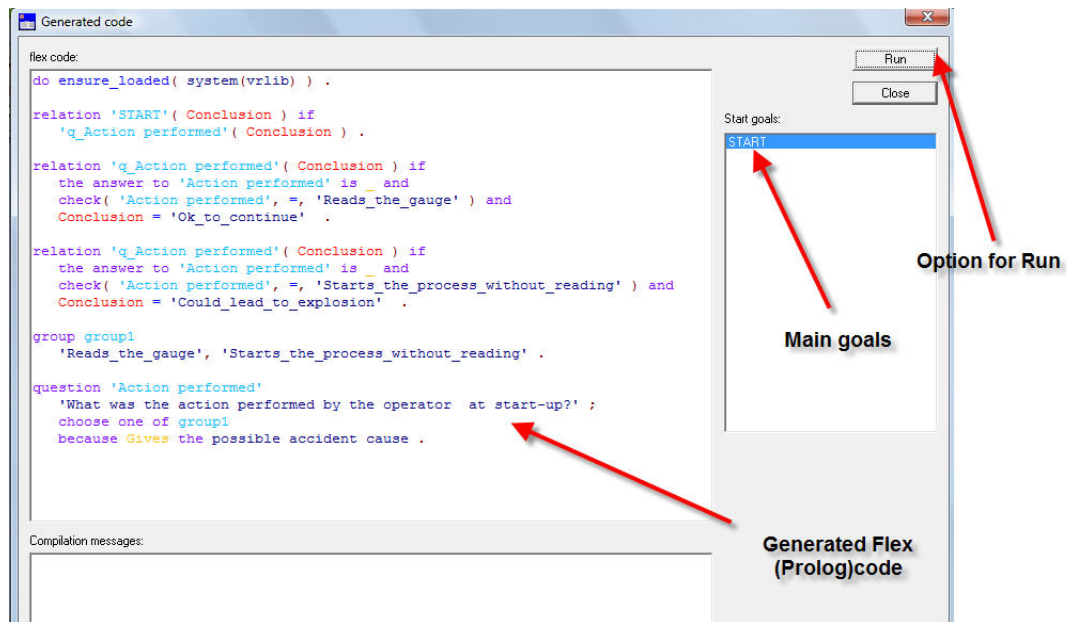 Generated code
flex code:
do ensure_loaded( system(vrlib) ) .
relation 'START'( Conclusion ) if
'q_Action performed'( Conclusion ) .
relation 'q_Action performed'( Conclusion ) if
the answer to 'Action performed' is _ and
check( 'Action performed', =, 'Reads_the_gauge' ) and
Conclusion = 'Ok_to_continue' .
relation 'q_Action performed'( Conclusion ) if
the answer to 'Action performed' is _ and
check( 'Action performed', =, 'Starts_the_process_without_reading' ) and
Conclusion = 'Could_lead_to_explosion' .
group group1
'Reads_the_gauge', 'Starts_the_process_without_reading' .
question 'Action performed'
'What was the action performed by the operator  at start-up?' ;
choose one of group1
because Gives the possible accident cause .
Compilation messages:
Run
Close
Start goals:
START
Option for Run
Main goals
Generated Flex
(Prolog)code